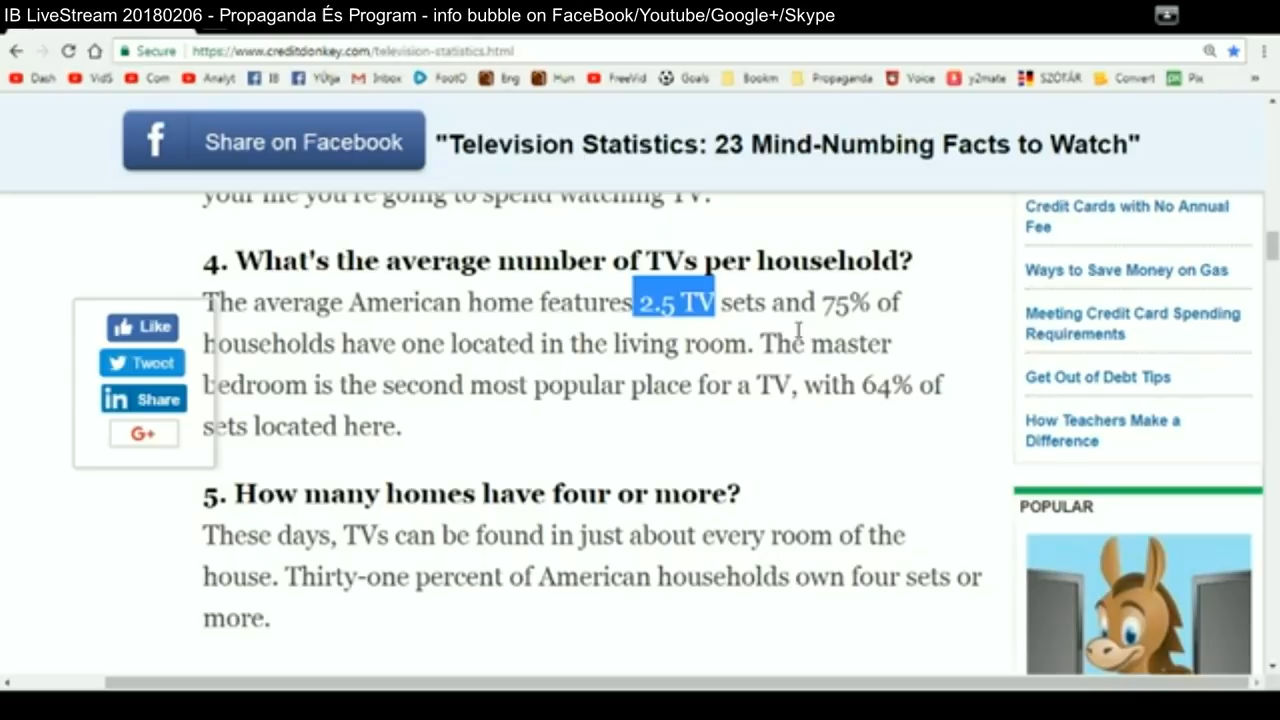 IB LiveStream 20180206 - Propaganda És Program - info bubble on FaceBook/Youtube/Google+/Skype
Secure https://www.creditdonkey.com/television-statistics.html
Dash VidS Com Analyt IB Inbox FootO Eng Hun FreeVid Goals Bookm Propaganda Voice y2mate SZÓTÁR Convert Pix »
f Share on Facebook "Television Statistics: 23 Mind-Numbing Facts to Watch"
your life you're going to spend watching TV.
4. What's the average number of TVs per household?
The average American home features 2.5 TV sets and 75% of
households have one located in the living room. The master
bedroom is the second most popular place for a TV, with 64% of
sets located here.
5. How many homes have four or more?
These days, TVs can be found in just about every room of the
house. Thirty-one percent of American households own four sets or
more.
Like
Tweet
in Share
G+
Credit Cards with No Annual
Fee
Ways to Save Money on Gas
Meeting Credit Card Spending
Requirements
Get Out of Debt Tips
How Teachers Make a
Difference
POPULAR